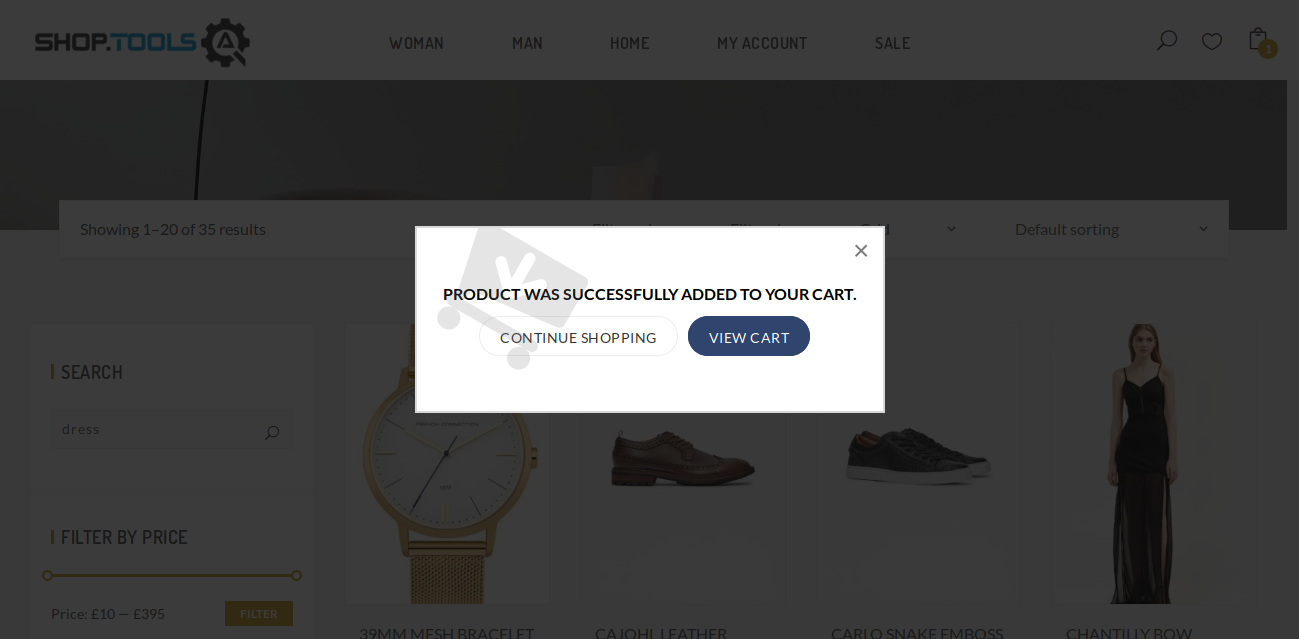 SHOP.TOOLS
WOMAN
MAN
HOME
MY ACCOUNT
SALE
1
Showing 1–20 of 35 results
Default sorting
×
PRODUCT WAS SUCCESSFULLY ADDED TO YOUR CART.
CONTINUE SHOPPING
VIEW CART
SEARCH
dress
FILTER BY PRICE
Price: £10 — £395
FILTER
39MM MESH BRACELET
CAJOHL LEATHER
CARLO SNAKE EMBOSS
CHANTILLY BOW